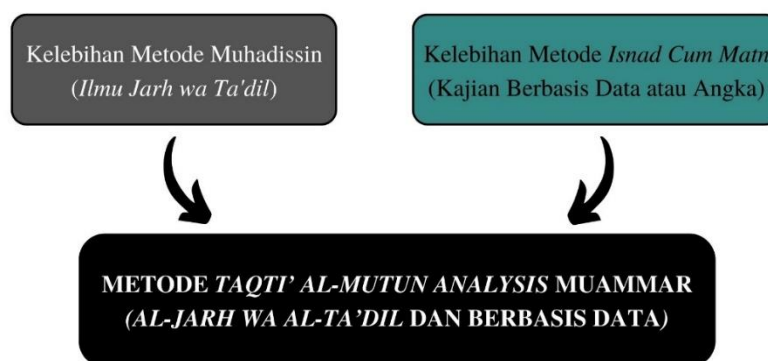 Kelebihan Metode Muhadissin
(Ilmu Jarh wa Ta'dil)
Kelebihan Metode Isnad Cum Matn
(Kajian Berbasis Data atau Angka)
METODE TAQTI' AL-MUTUN ANALYSIS MUAMMAR
(AL-JARH WA AL-TA'DIL DAN BERBASIS DATA)